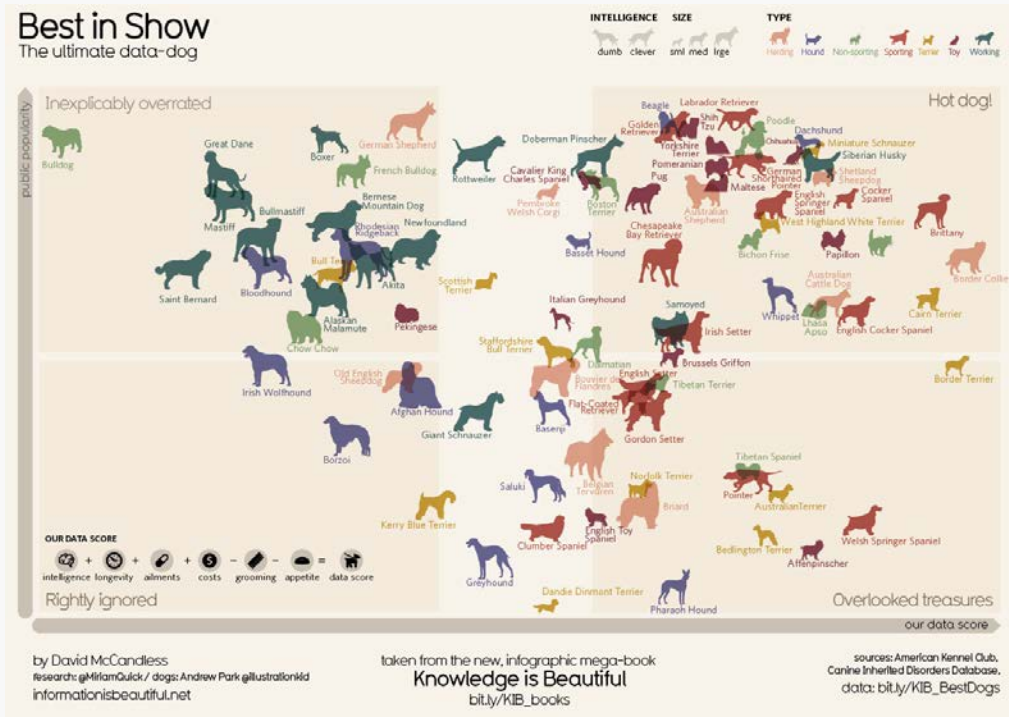 Best in Show
The ultimate data-dog
INTELLIGENCE
dumb clever
SIZE
sml med lrge
TYPE
Herding Hound Non-sporting Sporting Terrier Toy Working
public popularity
Inexplicably overrated
Hot dog!
Bulldog
Great Dane
Boxer
German Shepherd
French Bulldog
Rottweiler
Doberman Pinscher
Beagle
Labrador Retriever
Golden Retriever
Shih Tzu
Poodle
Chihuahua
Dachshund
Miniature Schnauzer
Siberian Husky
Yorkshire Terrier
Cavalier King Charles Spaniel
Pomeranian
Pug
German Shorthaired Pointer
Shetland Sheepdog
Maltese
Pembroke Welsh Corgi
Boston Terrier
Australian Shepherd
English Springer Spaniel
Cocker Spaniel
Mastiff
Bullmastiff
Bernese Mountain Dog
Rhodesian Ridgeback
Newfoundland
West Highland White Terrier
Brittany
Chesapeake Bay Retriever
Basset Hound
Bichon Frise
Papillon
Border Collie
Saint Bernard
Bloodhound
Akita
Scottish Terrier
Australian Cattle Dog
Alaskan Malamute
Pekingese
Italian Greyhound
Samoyed
Whippet
Lhasa Apso
English Cocker Spaniel
Cairn Terrier
Chow Chow
Irish Setter
Staffordshire Bull Terrier
Dalmatian
Brussels Griffon
Irish Wolfhound
Old English Sheepdog
Afghan Hound
Bouvier des Flandres
English Setter
Tibetan Terrier
Border Terrier
Flat-Coated Retriever
Giant Schnauzer
Basenji
Gordon Setter
Borzoi
Saluki
Belgian Tervuren
Norfolk Terrier
Tibetan Spaniel
Pointer
Australian Terrier
Kerry Blue Terrier
Briard
Clumber Spaniel
English Toy Spaniel
Bedlington Terrier
Welsh Springer Spaniel
Affenpinscher
Greyhound
Dandie Dinmont Terrier
Pharaoh Hound
OUR DATA SCORE
intelligence + longevity + ailments + costs - grooming - appetite = data score
Rightly ignored
Overlooked treasures
our data score
by David McCandless
research: @MiriamQuick / dogs: Andrew Park @illustrationkid
informationisbeautiful.net
taken from the new, infographic mega-book
Knowledge is Beautiful
bit.ly/KIB_books
sources: American Kennel Club,
Canine Inherited Disorders Database,
data: bit.ly/KIB_BestDogs